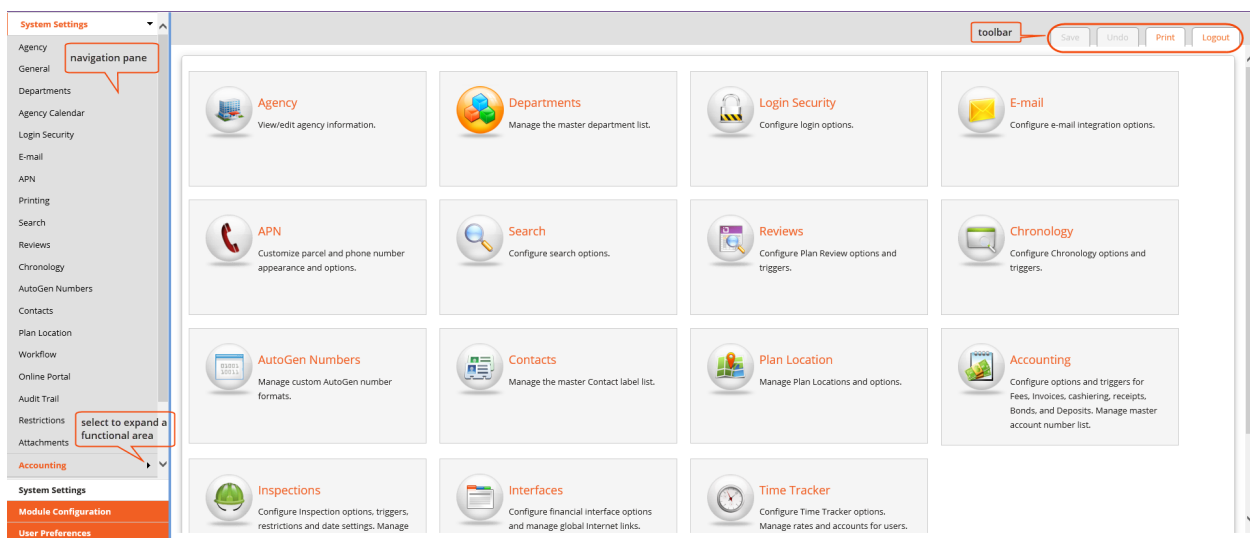 System Settings
Agency
General
Departments
Agency Calendar
Login Security
E-mail
APN
Printing
Search
Reviews
Chronology
AutoGen Numbers
Contacts
Plan Location
Workflow
Online Portal
Audit Trail
Restrictions
Attachments
Accounting
System Settings
Module Configuration
User Preferences
navigation pane
select to expand a
functional area
toolbar
Save
Undo
Print
Logout
Agency
View/edit agency information.
Departments
Manage the master department list.
Login Security
Configure login options.
E-mail
Configure e-mail integration options.
APN
Customize parcel and phone number
appearance and options.
Search
Configure search options.
Reviews
Configure Plan Review options and
triggers.
Chronology
Configure Chronology options and
triggers.
AutoGen Numbers
Manage custom AutoGen number
formats.
Contacts
Manage the master Contact label list.
Plan Location
Manage Plan Locations and options.
Accounting
Configure options and triggers for
Fees, Invoices, cashiering, receipts,
Bonds, and Deposits. Manage master
account number list.
Inspections
Configure Inspection options, triggers,
restrictions and date settings. Manage
Interfaces
Configure financial interface options
and manage global Internet links.
Time Tracker
Configure Time Tracker options.
Manage rates and accounts for users.